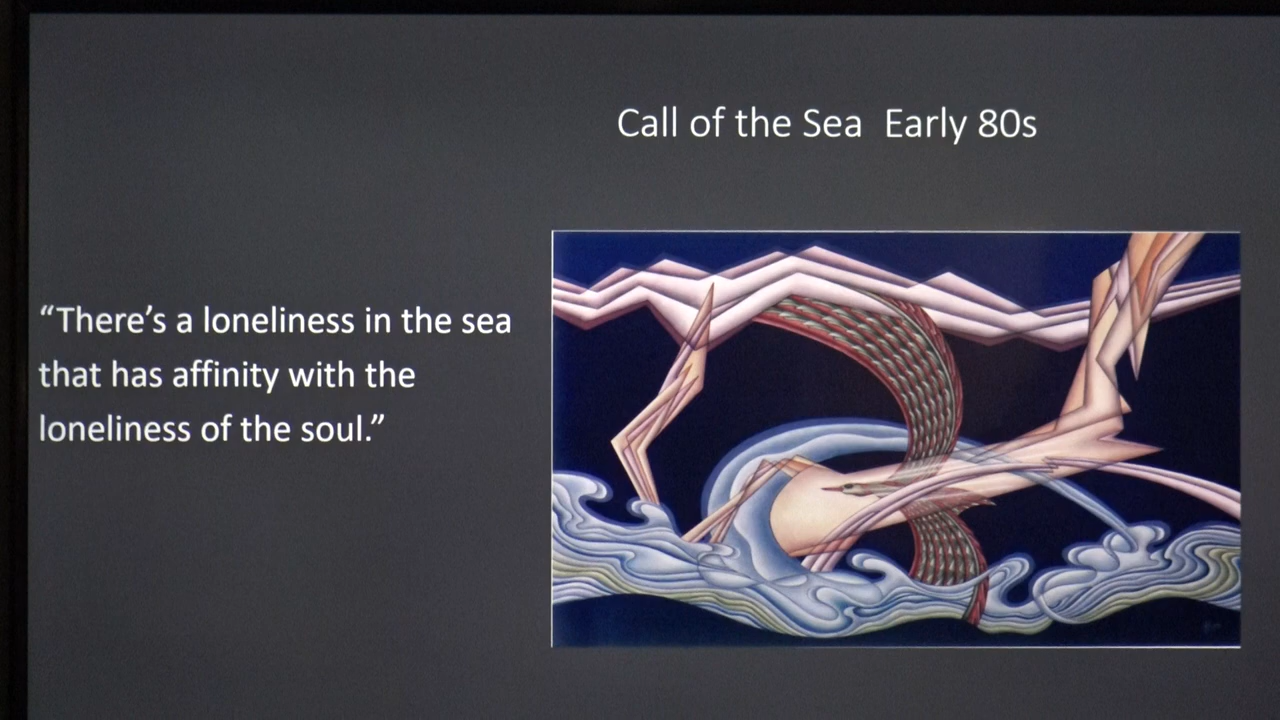 Call of the Sea  Early 80s
“There’s a loneliness in the sea
that has affinity with the
loneliness of the soul.”